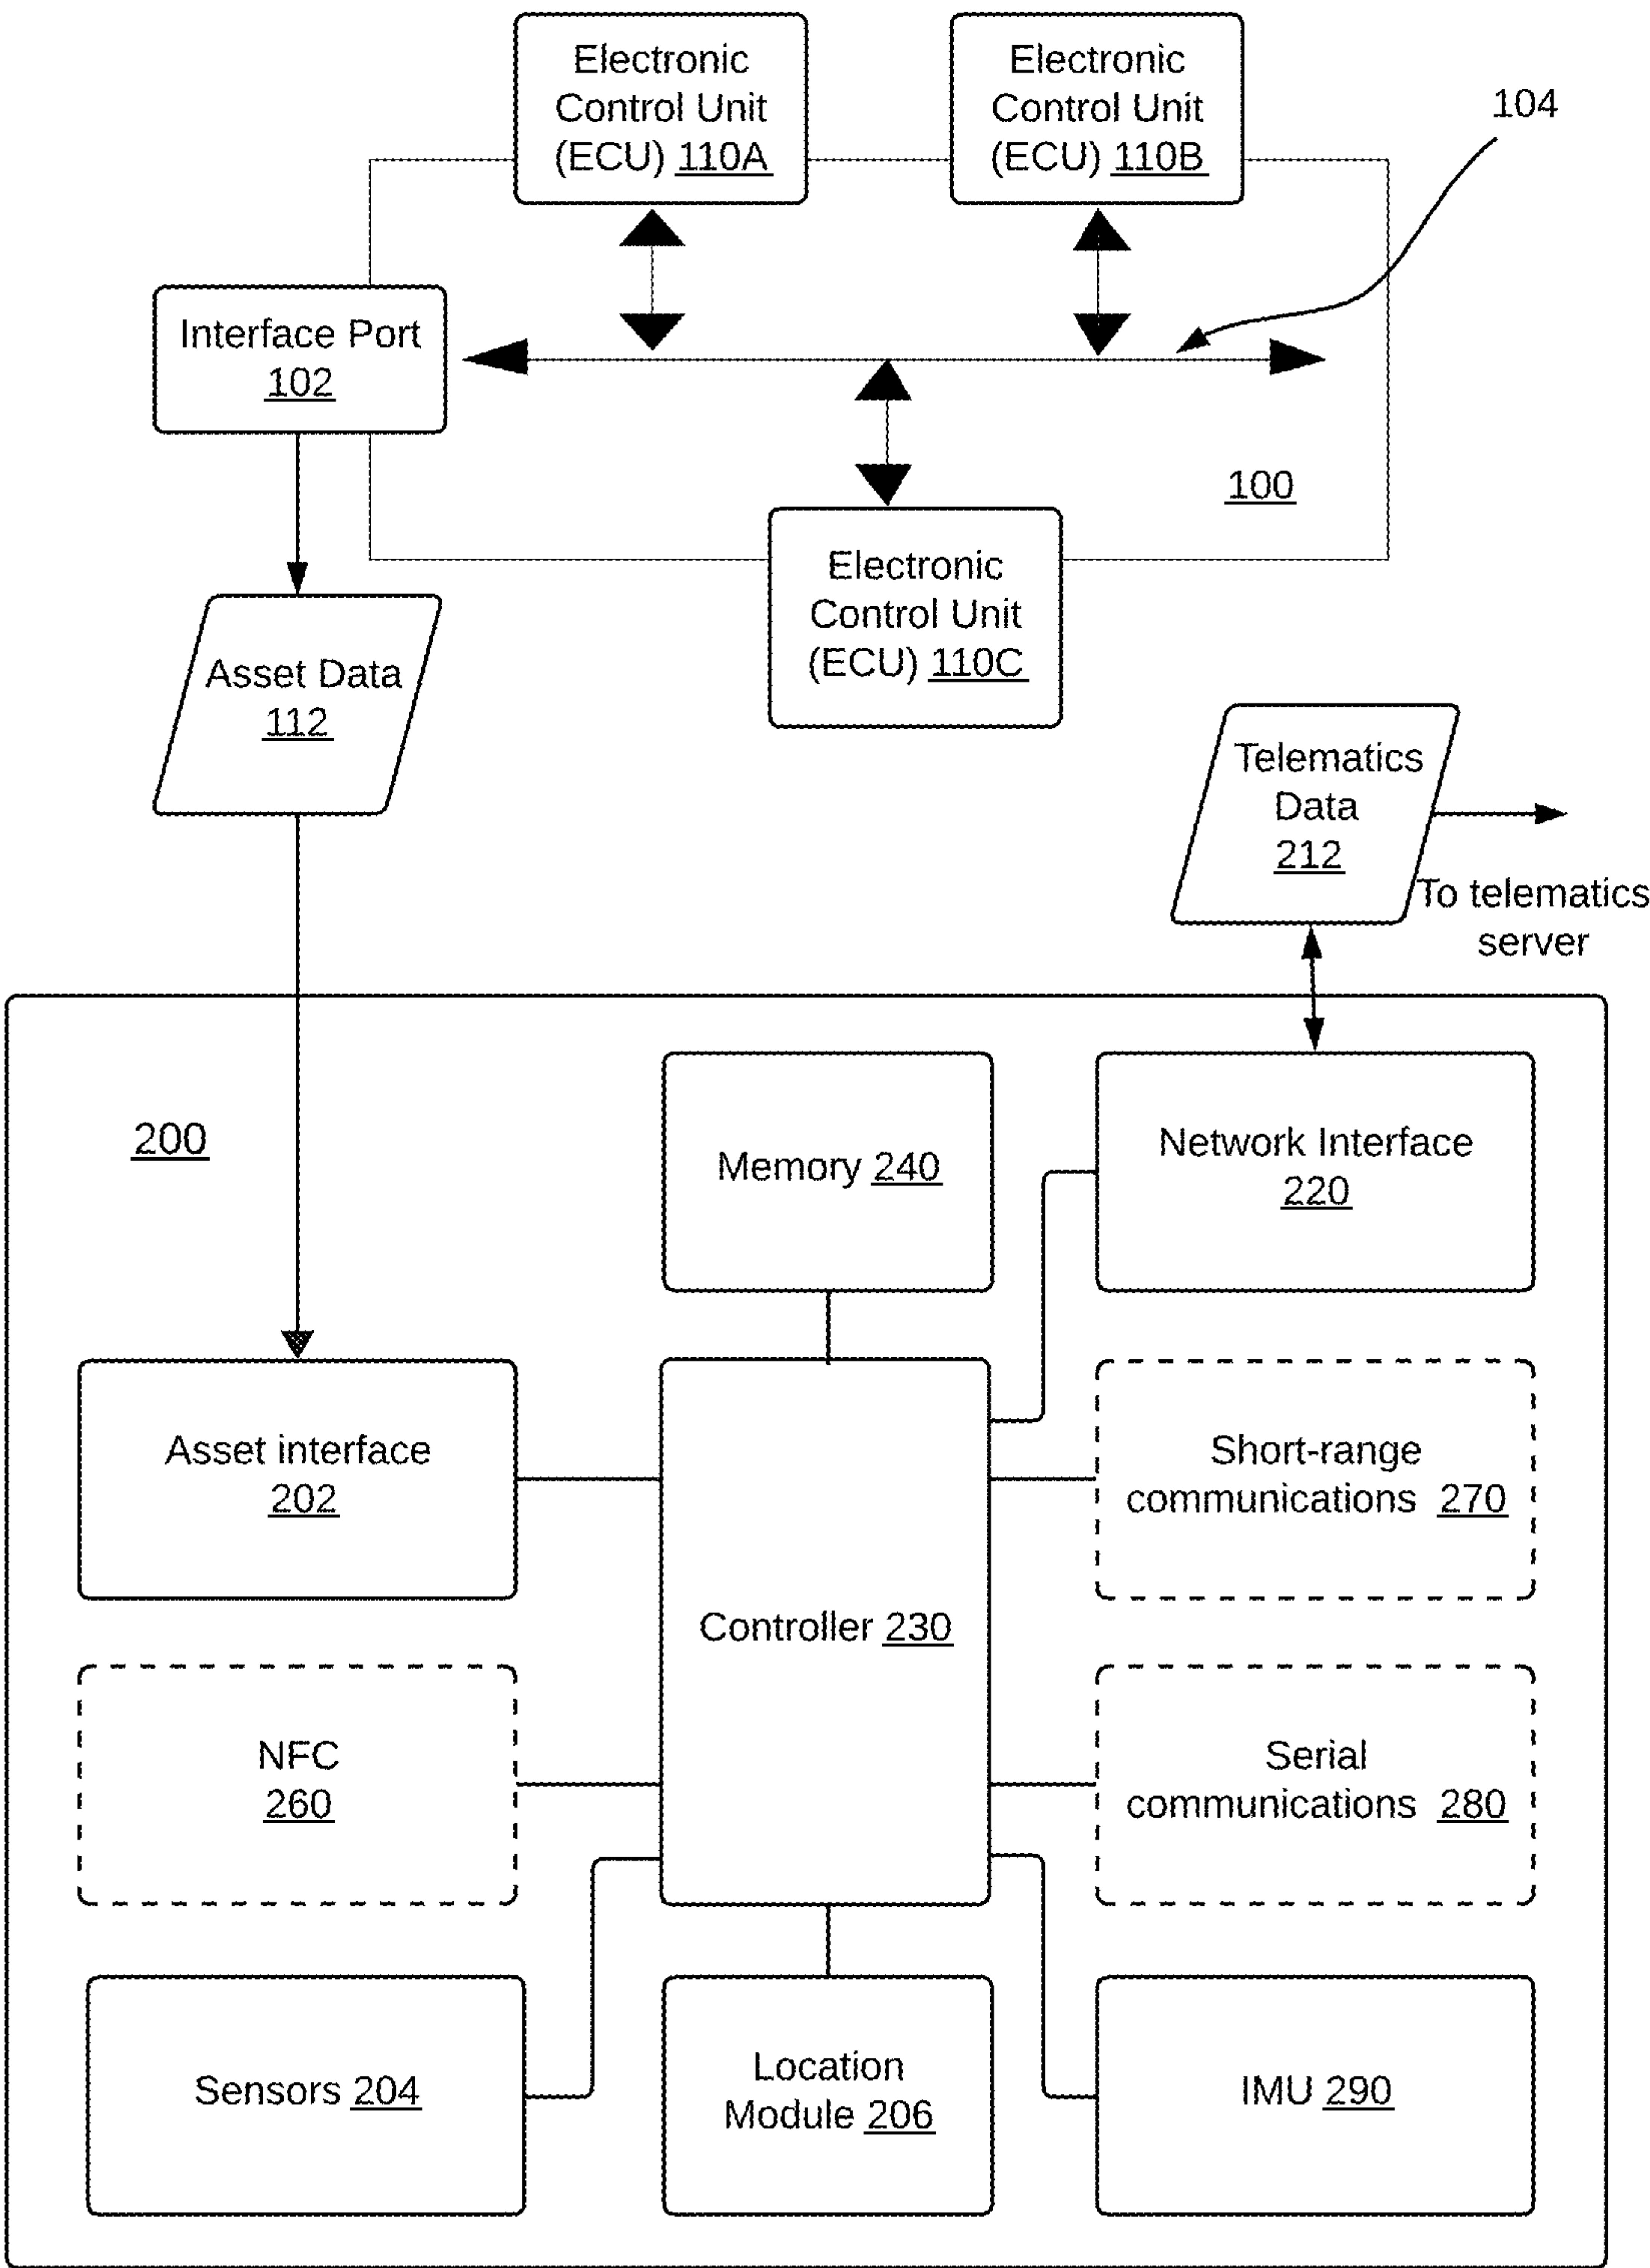 Electronic
Control Unit
(ECU) 110A
Electronic
Control Unit
(ECU) 110B
104
Interface Port
102
100
Electronic
Control Unit
(ECU) 110C
Asset Data
112
Telematics
Data
212
To telematics
server
200
Memory 240
Network Interface
220
Asset interface
202
Controller 230
Short-range
communications 270
NFC
260
Serial
communications 280
Sensors 204
Location
Module 206
IMU 290